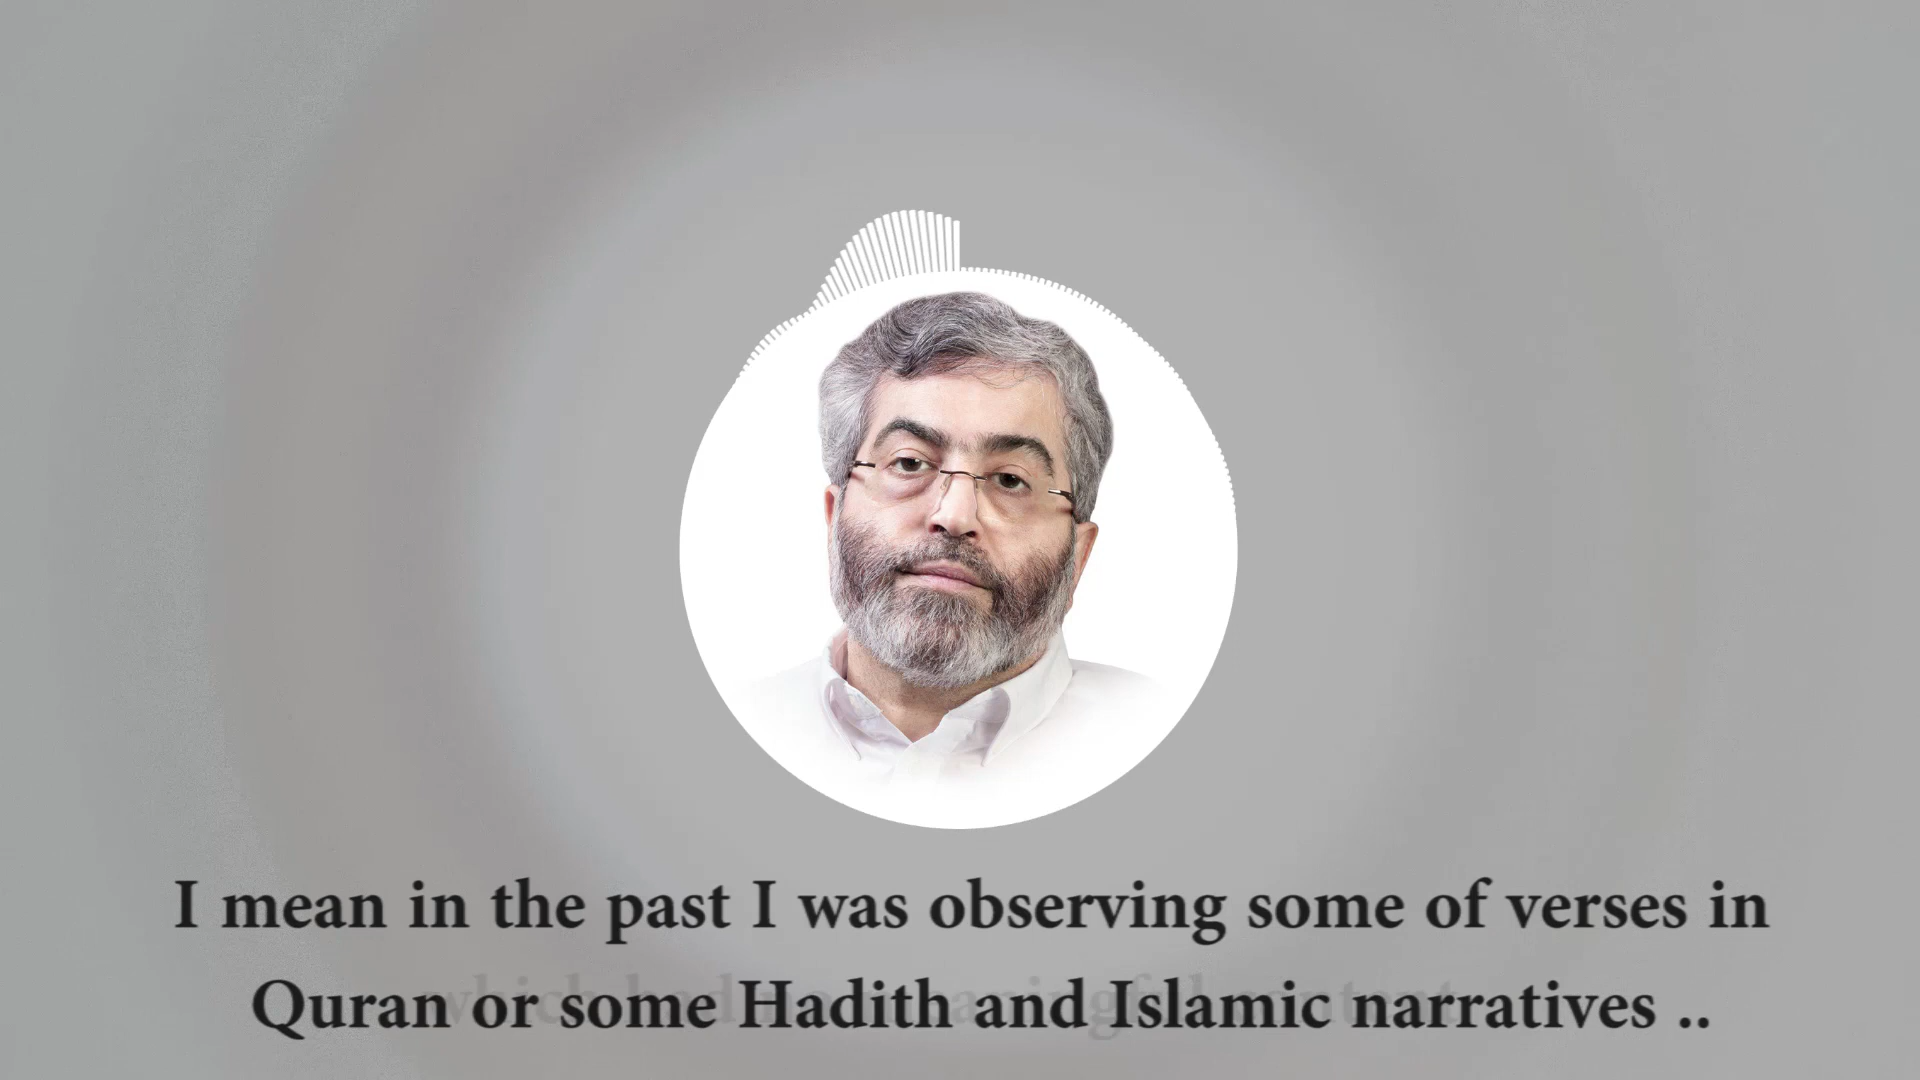 I mean in the past I was observing some of verses in
Quran or some Hadith and Islamic narratives ..